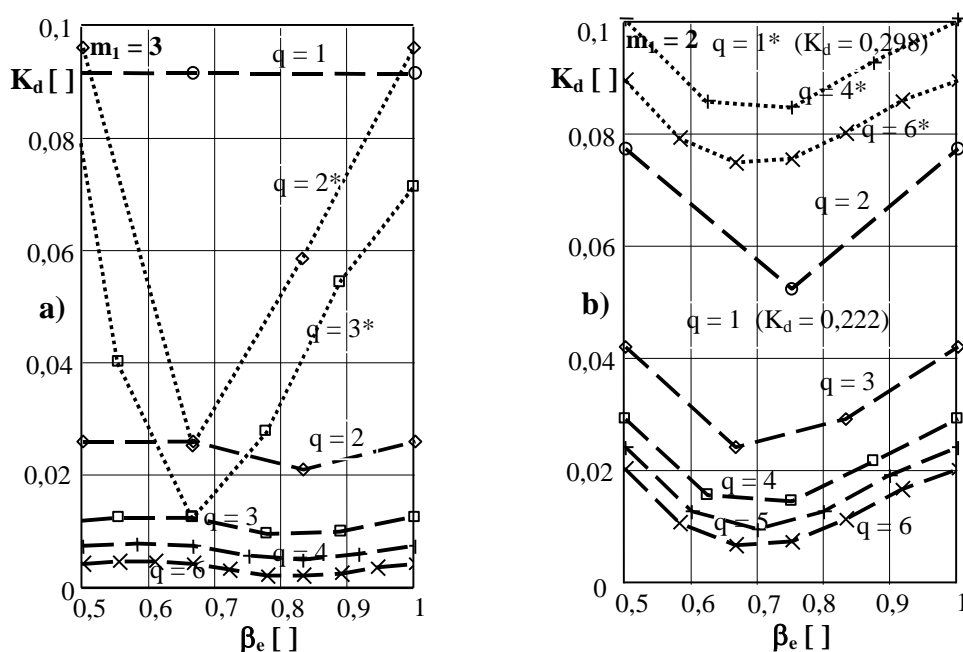 0,1
m₁ = 3
q = 1
K_d [ ]
0,08
q = 2*
0,06
a)
q = 3*
0,04
q = 2
0,02
q = 3
q = 4
q = 6
0
0,5 0,6 0,7 0,8 0,9 1
β_e [ ]
0,1
m₁ = 2 q = 1* (K_d = 0,298)
K_d [ ]
q = 4*
0,08
q = 6*
q = 2
0,06
b)
q = 1 (K_d = 0,222)
0,04
q = 3
0,02
q = 4
q = 5
q = 6
0
0,5 0,6 0,7 0,8 0,9 1
β_e [ ]